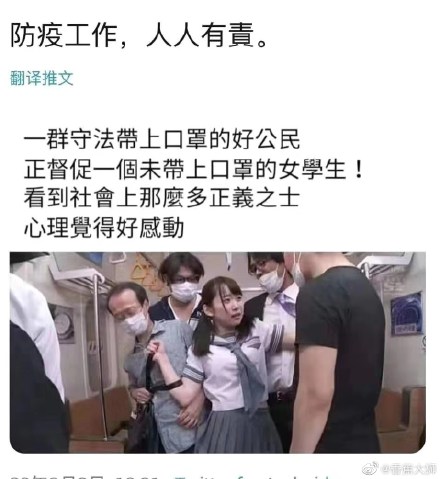 防疫工作，人人有責。
翻译推文
一群守法帶上口罩的好公民
正督促一個未帶上口罩的女學生！
看到社會上那麼多正義之士
心理覺得好感動